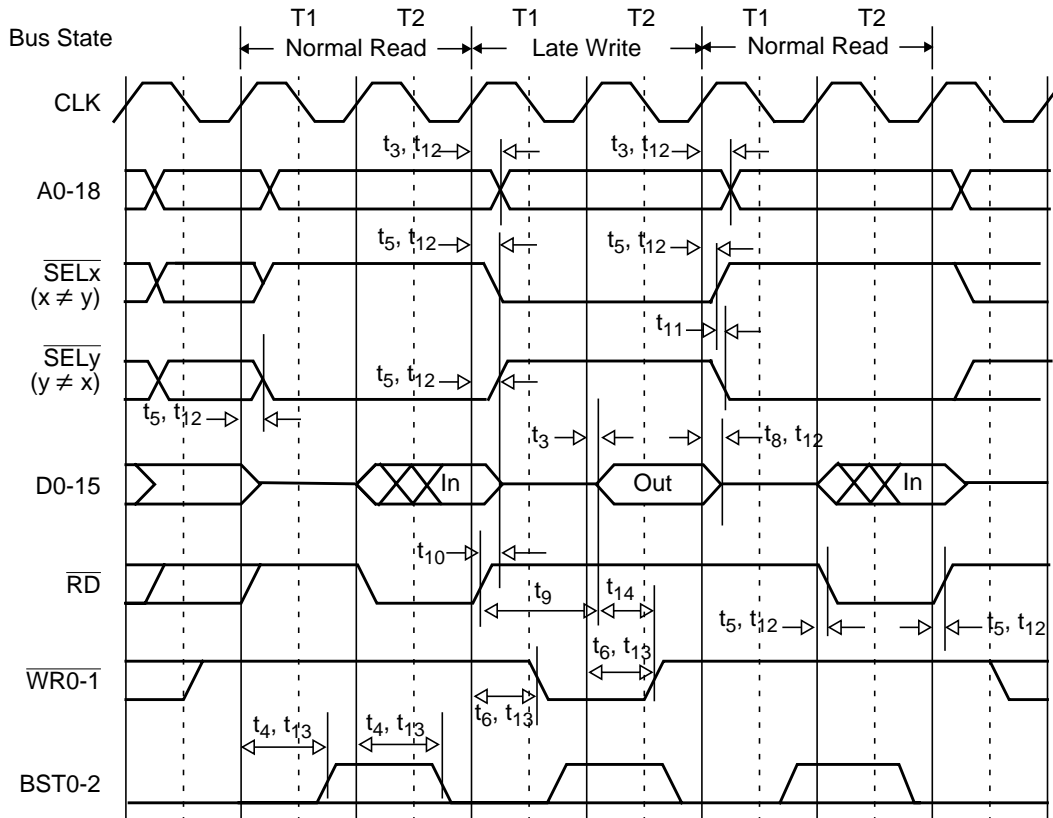 T1 T2 T1 T2 T1 T2
Bus State Normal Read Late Write Normal Read
CLK
t3, t12 t3, t12
A0-18
t5, t12 t5, t12
SELx
(x ≠ y)
t11
SELy
(y ≠ x)
t5, t12
t5, t12
t3 t8, t12
D0-15 In Out In
t10
RD
t9 t14
t5, t12 t5, t12
t6, t13
WR0-1
t6, t13
t4, t13 t4, t13
BST0-2